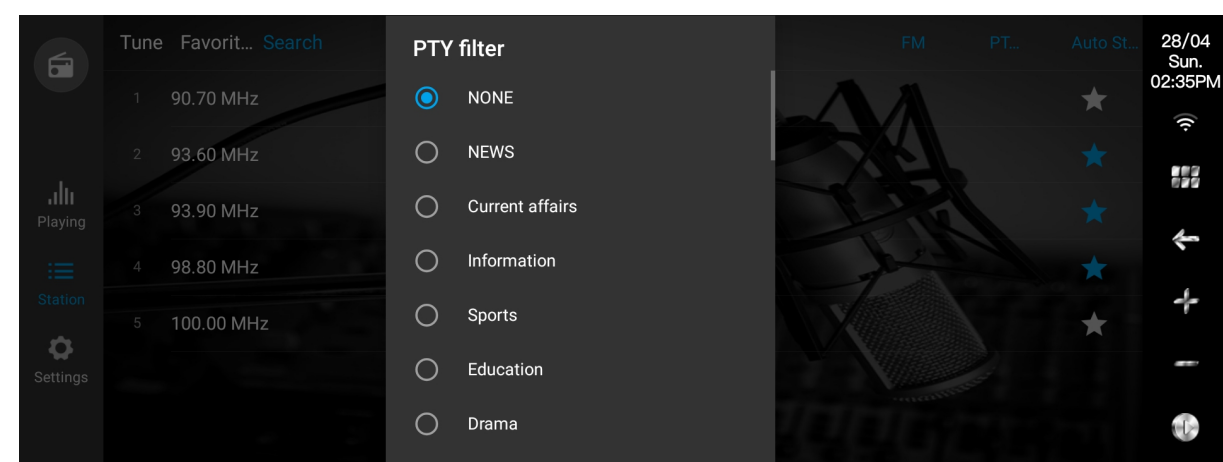 Tune Favorit... Search
FM PT... Auto St...
1 90.70 MHz
2 93.60 MHz
3 93.90 MHz
4 98.80 MHz
5 100.00 MHz
Playing
Station
Settings
PTY filter
NONE
NEWS
Current affairs
Information
Sports
Education
Drama
28/04
Sun.
02:35PM